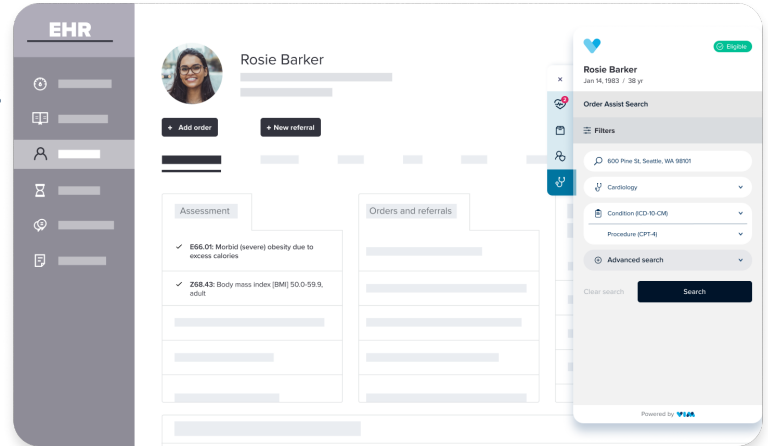 EHR
Rosie Barker
+ Add order
+ New referral
Assessment
E66.01: Morbid (severe) obesity due to
excess calories
Z68.43: Body mass index [BMI] 50.0-59.9,
adult
Orders and referrals
×
2
Eligible
Rosie Barker
Jan 14, 1983 / 38 yr
Order Assist Search
Filters
600 Pine St, Seattle, WA 98101
Cardiology
Condition (ICD-10-CM)
Procedure (CPT-4)
Advanced search
Clear search
Search
Powered by VIM